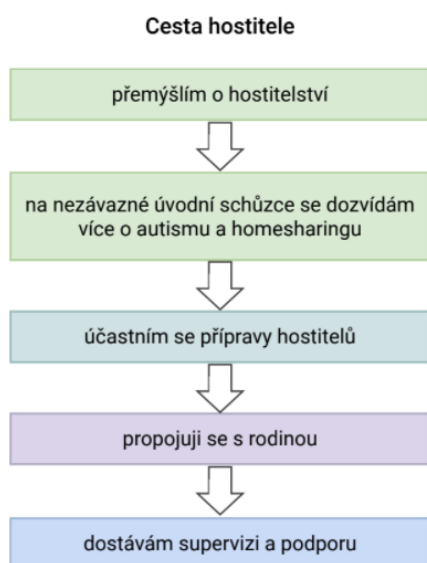 Cesta hostitele
přemýšlím o hostitelství
na nezávazné úvodní schůzce se dozvídám
více o autismu a homesharingu
účastním se přípravy hostitelů
propojuji se s rodinou
dostávám supervizi a podporu